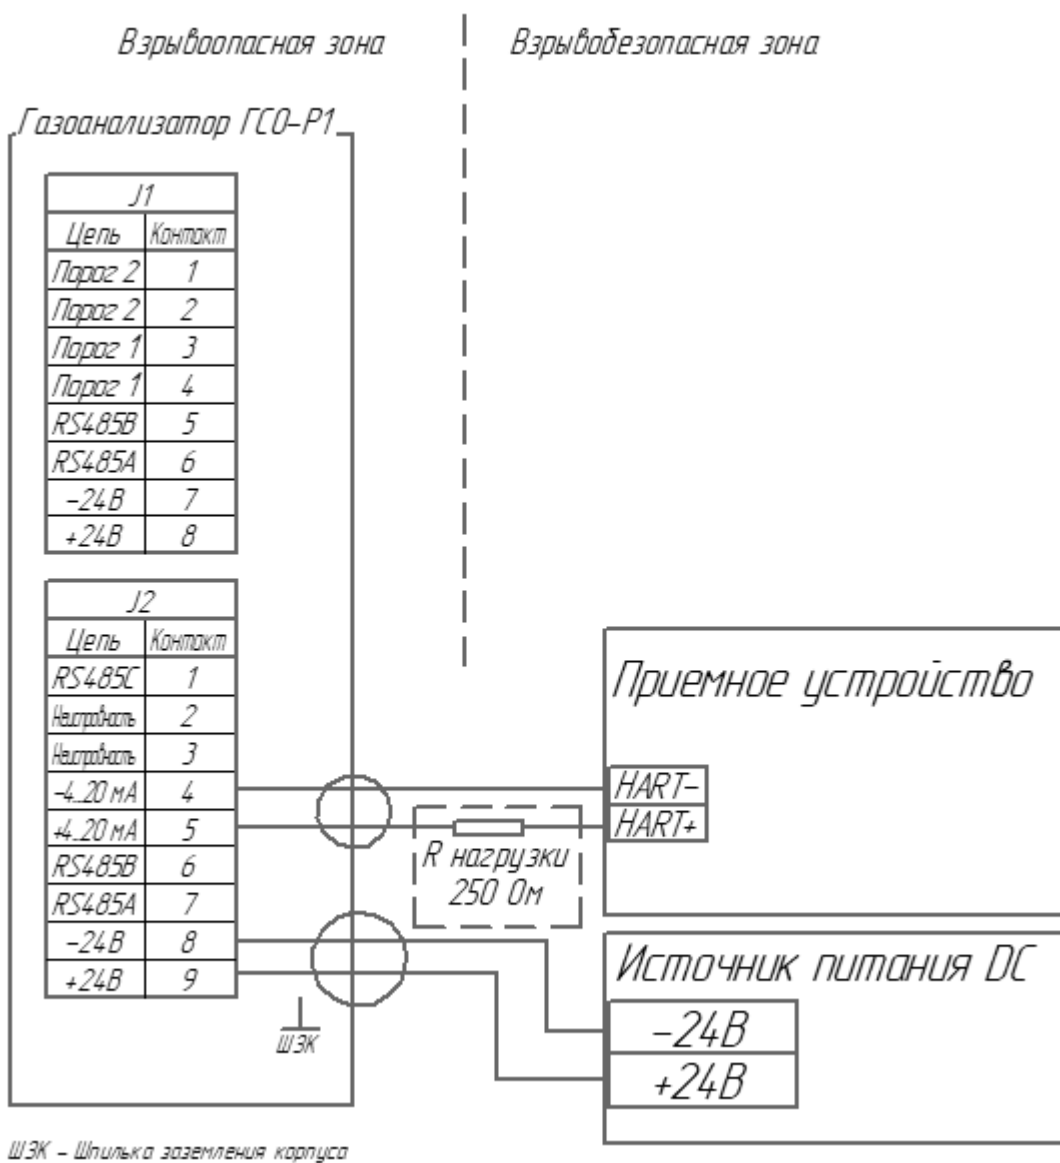 Взрывоопасная зона
Взрывобезопасная зона
Газоанализатор ГСО-Р1
J1
Цепь Контакт
Порог 2 1
Порог 2 2
Порог 1 3
Порог 1 4
RS485B 5
RS485A 6
-24В 7
+24В 8
J2
Цепь Контакт
RS485C 1
Неисправность 2
Неисправность 3
-4..20 мА 4
+4..20 мА 5
RS485B 6
RS485A 7
-24В 8
+24В 9
ШЗК
Приемное устройство
HART-
HART+
R нагрузки
250 Ом
Источник питания DC
-24В
+24В
ШЗК - Шпилька заземления корпуса